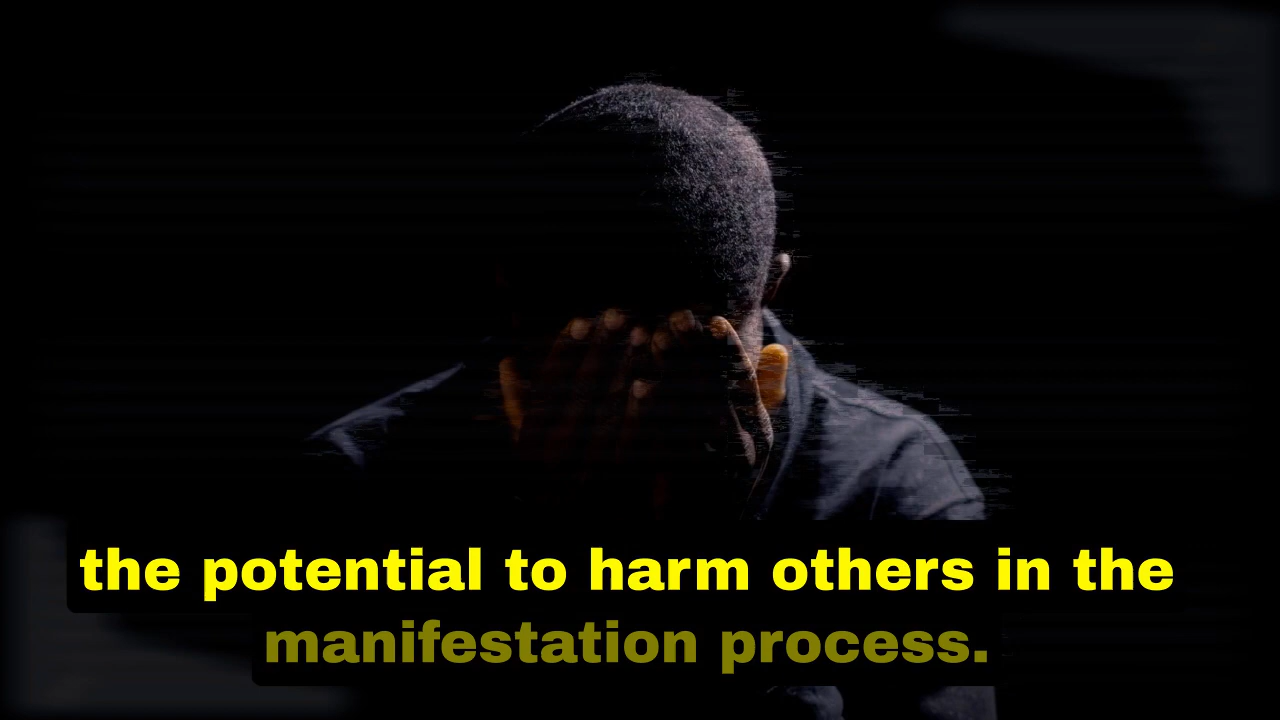 the potential to harm others in the
manifestation process.